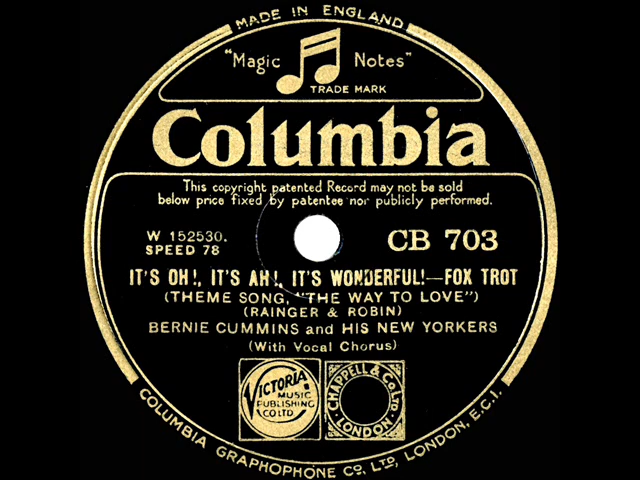 MADE IN ENGLAND
"Magic Notes"
TRADE MARK
Columbia
This copyright patented Record may not be sold
below price fixed by patentee nor publicly performed.
W 152530.
SPEED 78
CB 703
IT'S OH!, IT'S AH!, IT'S WONDERFUL!—FOX TROT
(THEME SONG, "THE WAY TO LOVE")
(RAINGER & ROBIN)
BERNIE CUMMINS and HIS NEW YORKERS
(With Vocal Chorus)
VICTORIA
MUSIC
PUBLISHING
CO LTD
CHAPPELL & CO. LTD.
LONDON
COLUMBIA GRAPHOPHONE CO. LTD, LONDON, E.C.1.